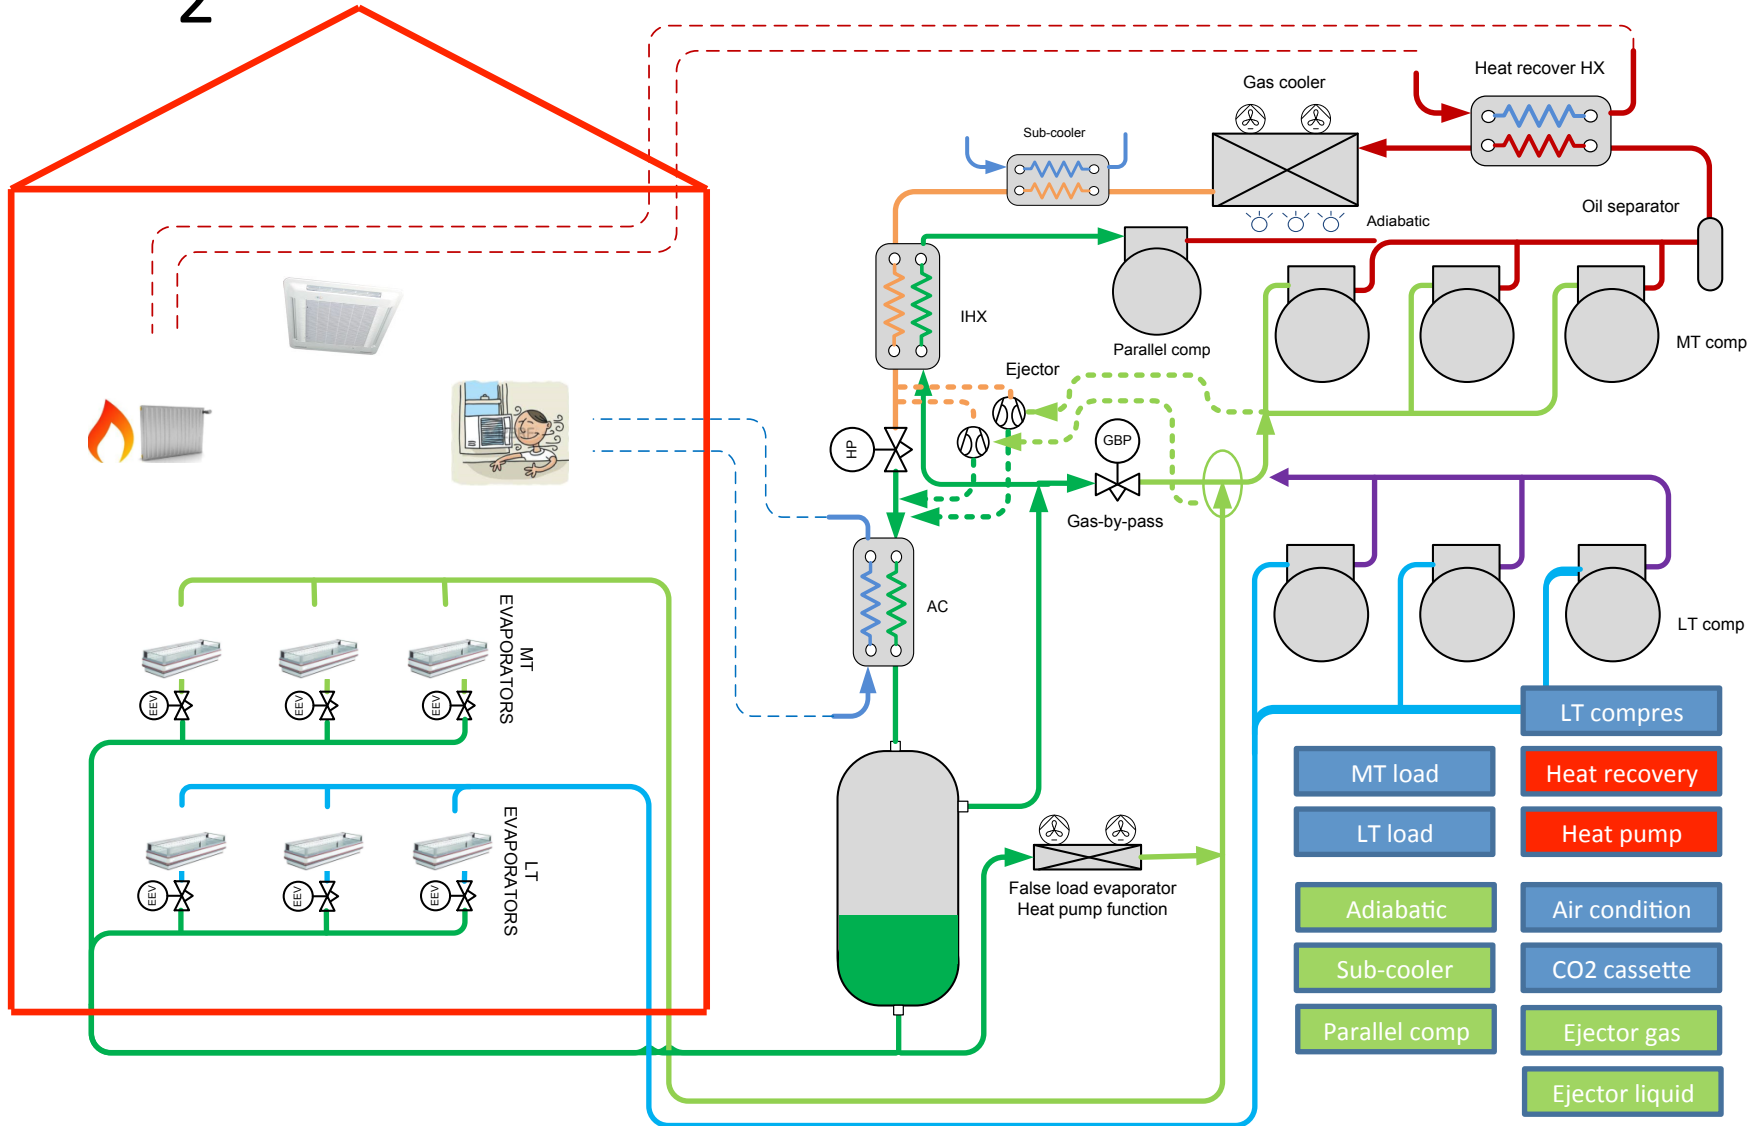 2
Heat recover HX
Gas cooler
Sub-cooler
Oil separator
Adiabatic
IHX
Parallel comp
MT comp
Ejector
HP
GBP
Gas-by-pass
AC
LT comp
MT
EVAPORATORS
EEV
EEV
EEV
LT
EVAPORATORS
EEV
EEV
EEV
False load evaporator
Heat pump function
LT compres
MT load
Heat recovery
LT load
Heat pump
Adiabatic
Air condition
Sub-cooler
CO2 cassette
Parallel comp
Ejector gas
Ejector liquid